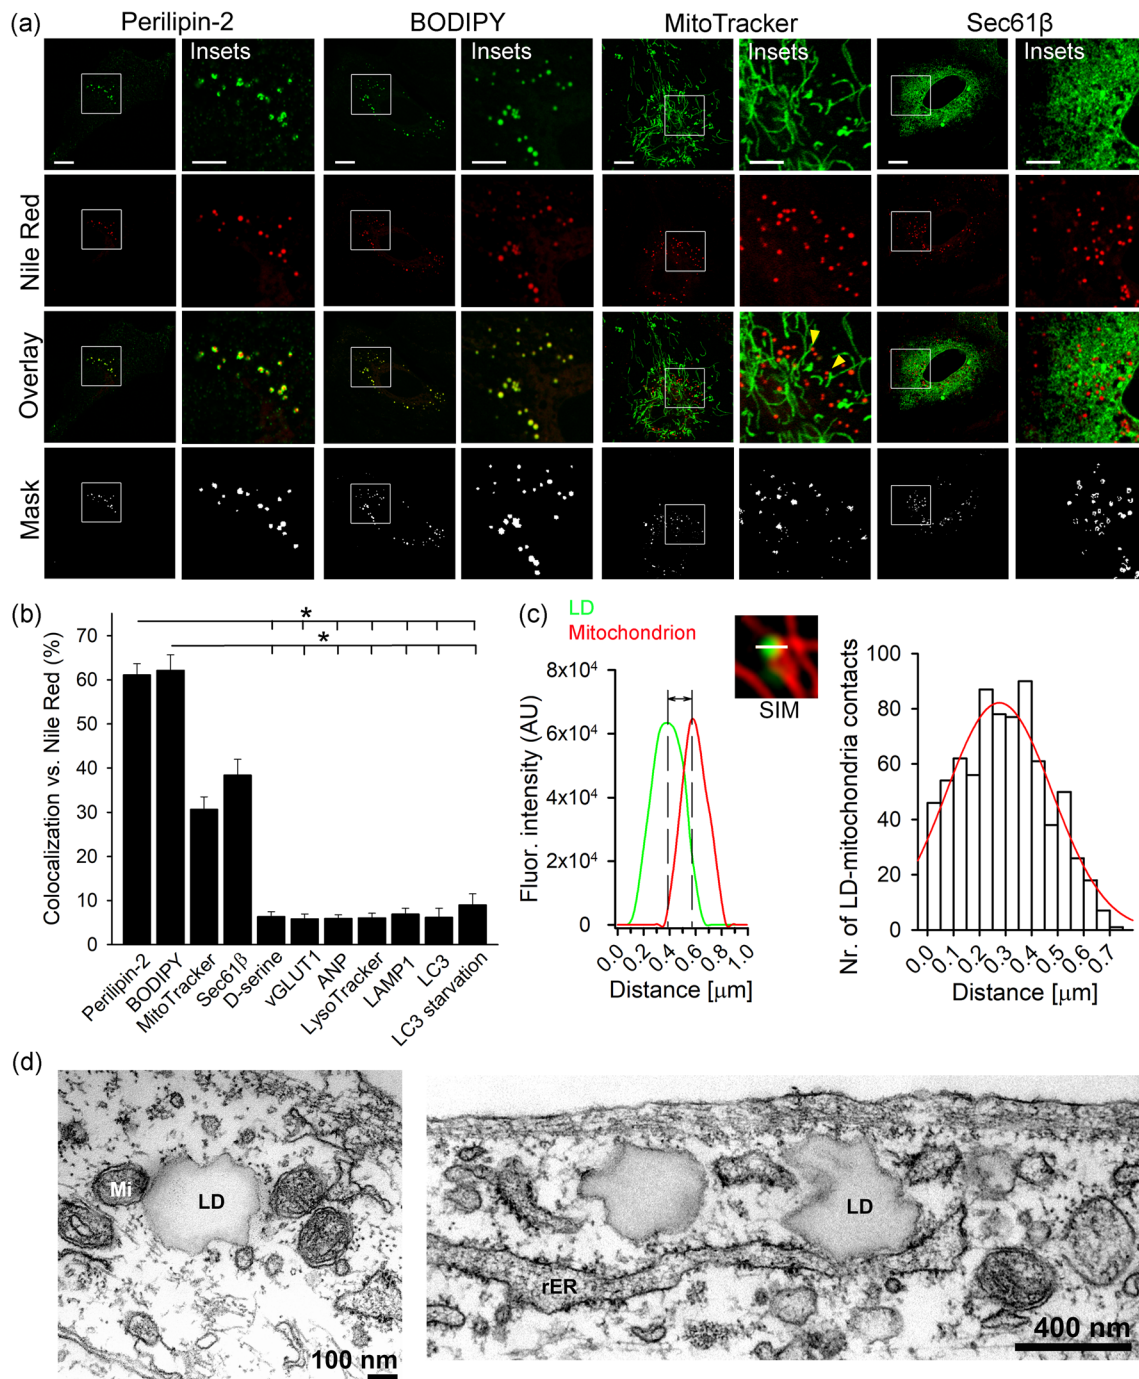 (a)
Perilipin-2 BODIPY MitoTracker Sec61β
Insets Insets Insets Insets
Nile Red
Overlay
Mask
(b)
Colocalization vs. Nile Red (%)
70
60
50
40
30
20
10
0
* 
*
Perilipin-2
BODIPY
MitoTracker
Sec61β
D-serine
vGLUT1
ANP
LysoTracker
LAMP1
LC3
LC3 starvation
(c)
LD
Mitochondrion
SIM
Fluor. intensity (AU)
8x10⁴
6x10⁴
4x10⁴
2x10⁴
0
0.0 0.2 0.4 0.6 0.8 1.0
Distance [μm]
Nr. of LD-mitochondria contacts
100
80
60
40
20
0
0.0 0.1 0.2 0.3 0.4 0.5 0.6 0.7
Distance [μm]
(d)
Mi
LD
100 nm
LD
rER
400 nm